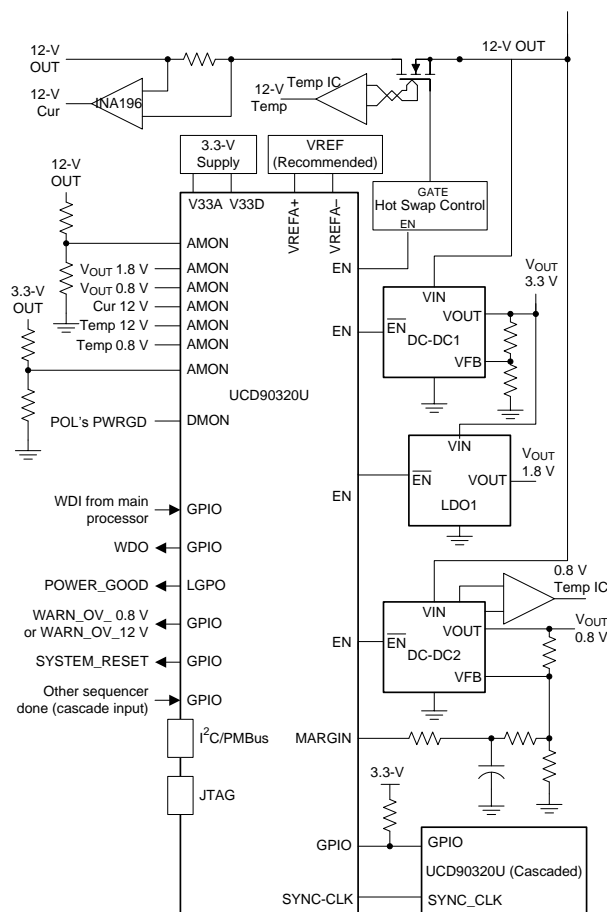 12-V
OUT
12-V
Cur
INA196
12-V
Temp
Temp IC
12-V OUT
3.3-V
Supply
VREF
(Recommended)
GATE
Hot Swap Control
EN
V33A V33D
VREFA+
VREFA–
12-V
OUT
AMON
VOUT 1.8 V AMON
VOUT 0.8 V AMON
Cur 12 V AMON
Temp 12 V AMON
Temp 0.8 V AMON
3.3-V
OUT
AMON
UCD90320U
POL's PWRGD DMON
EN
EN
VIN
VOUT
EN
DC-DC1
VFB
VOUT
3.3 V
EN
VIN
EN
VOUT
LDO1
VOUT
1.8 V
WDI from main
processor
GPIO
WDO GPIO
POWER_GOOD LGPO
WARN_OV_ 0.8 V
or WARN_OV_12 V
GPIO
SYSTEM_RESET GPIO
Other sequencer
done (cascade input)
GPIO
EN
VIN
VOUT
EN
DC-DC2
VFB
0.8 V
Temp IC
VOUT
0.8 V
I2C/PMBus
MARGIN
JTAG
3.3-V
GPIO GPIO
UCD90320U (Cascaded)
SYNC-CLK SYNC_CLK